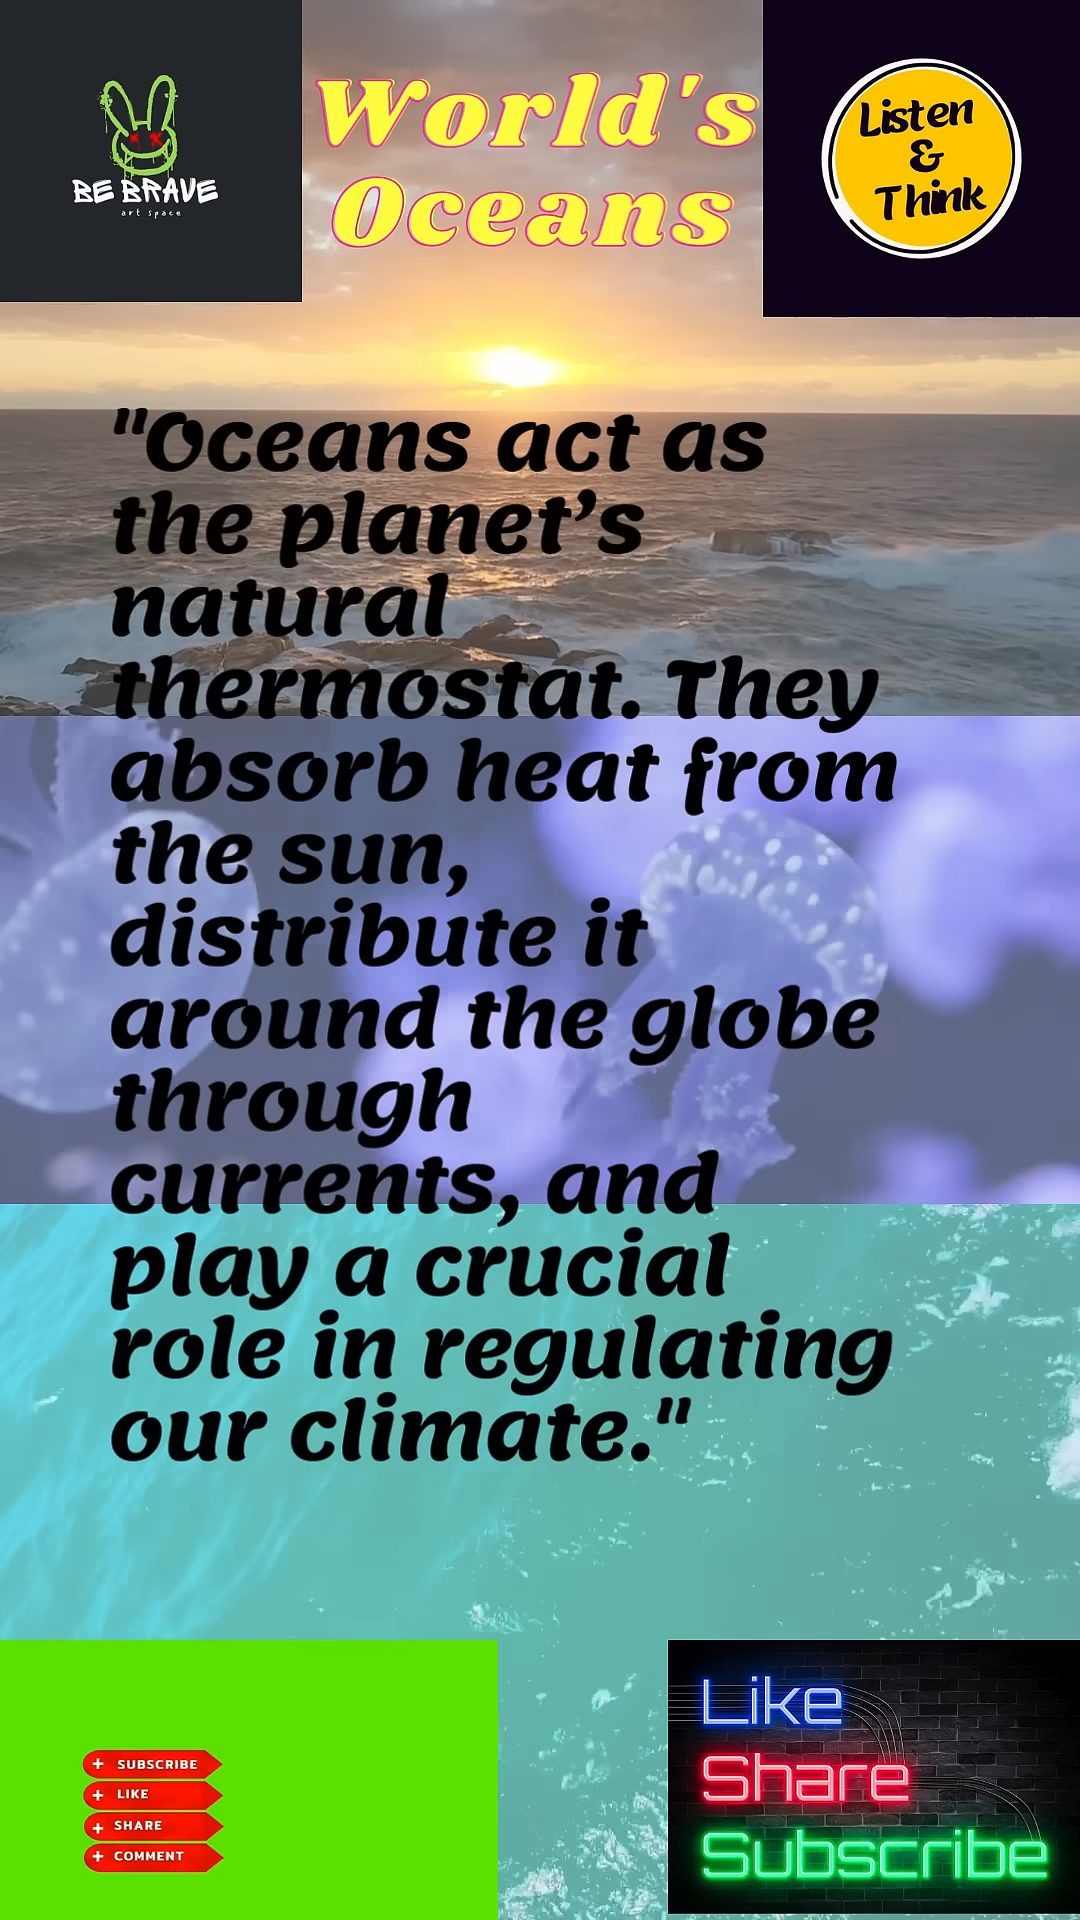 World's
Oceans
BE BRAVE
art space
Listen
&
Think
"Oceans act as
the planet’s
natural
thermostat. They
absorb heat from
the sun,
distribute it
around the globe
through
currents, and
play a crucial
role in regulating
our climate."
+ SUBSCRIBE
+ LIKE
+ SHARE
+ COMMENT
Like
Share
Subscribe